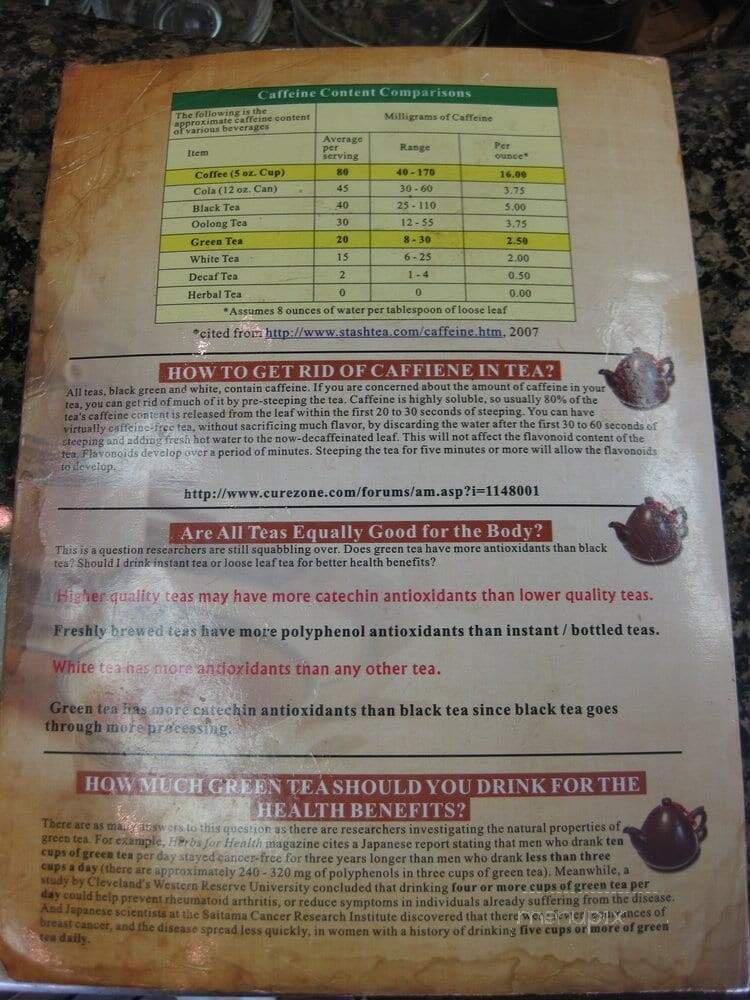 Caffeine Content Comparisons
The following is the
approximate caffeine content
of various beverages
Milligrams of Caffeine
Item
Average
per
serving
Range
Per
ounce*
Coffee (5 oz. Cup) 80 40 - 170 16.00
Cola (12 oz. Can) 45 30 - 60 3.75
Black Tea 40 25 - 110 5.00
Oolong Tea 30 12 - 55 3.75
Green Tea 20 8 - 30 2.50
White Tea 15 6 - 25 2.00
Decaf Tea 2 1 - 4 0.50
Herbal Tea 0 0 0.00
*Assumes 8 ounces of water per tablespoon of loose leaf
*cited from http://www.stashtea.com/caffeine.htm, 2007
HOW TO GET RID OF CAFFIENE IN TEA?
All teas, black green and white, contain caffeine. If you are concerned about the amount of caffeine in your
tea, you can get rid of much of it by pre-steeping the tea. Caffeine is highly soluble, so usually 80% of the
tea's caffeine content is released from the leaf within the first 20 to 30 seconds of steeping. You can have
virtually caffeine-free tea, without sacrificing much flavor, by discarding the water after the first 30 to 60 seconds of
steeping and adding fresh hot water to the now-decaffeinated leaf. This will not affect the flavonoid content of the
tea. Flavonoids develop over a period of minutes. Steeping the tea for five minutes or more will allow the flavonoids
to develop.
http://www.curezone.com/forums/am.asp?i=1148001
Are All Teas Equally Good for the Body?
This is a question researchers are still squabbling over. Does green tea have more antioxidants than black
tea? Should I drink instant tea or loose leaf tea for better health benefits?
Higher quality teas may have more catechin antioxidants than lower quality teas.
Freshly brewed teas have more polyphenol antioxidants than instant / bottled teas.
White tea has more antioxidants than any other tea.
Green tea has more catechin antioxidants than black tea since black tea goes
through more processing.
HOW MUCH GREEN TEA SHOULD YOU DRINK FOR THE
HEALTH BENEFITS?
There are as many answers to this question as there are researchers investigating the natural properties of
green tea. For example, Herbs for Health magazine cites a Japanese report stating that men who drank ten
cups of green tea per day stayed cancer-free for three years longer than men who drank less than three
cups a day (there are approximately 240 - 320 mg of polyphenols in three cups of green tea). Meanwhile, a
study by Cleveland's Western Reserve University concluded that drinking four or more cups of green tea per
day could help prevent rheumatoid arthritis, or reduce symptoms in individuals already suffering from the disease.
And Japanese scientists at the Saitama Cancer Research Institute discovered that there were of
breast cancer, and the disease spread less quickly, in women with a history of drinking five cups or more of green
tea daily.
menupix